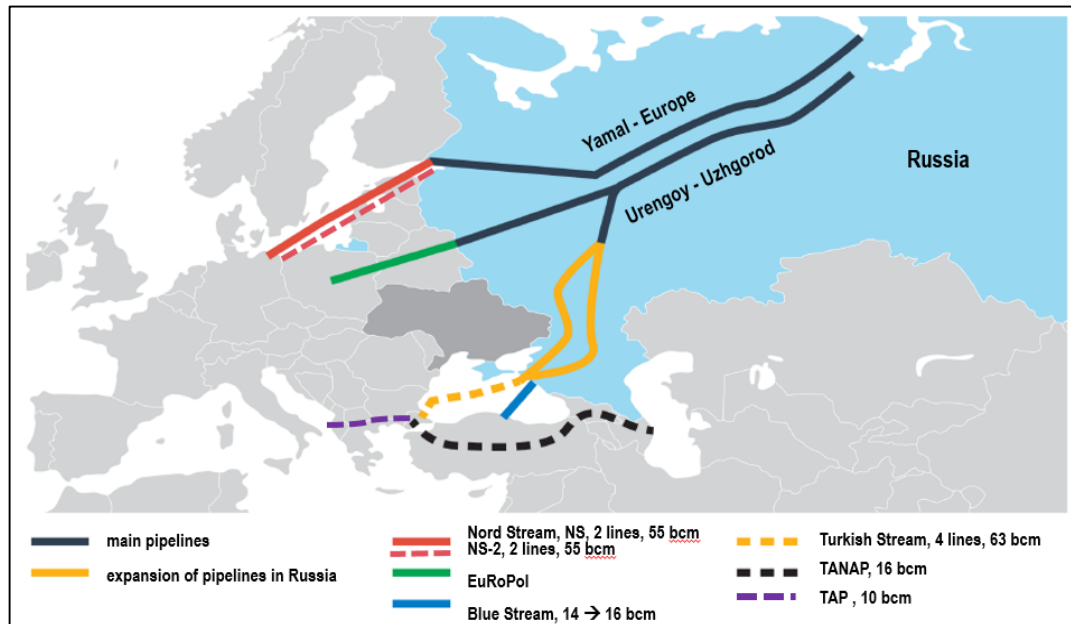 Yamal - Europe
Urengoy - Uzhgorod
Russia
main pipelines
expansion of pipelines in Russia
Nord Stream, NS, 2 lines, 55 bcm
NS-2, 2 lines, 55 bcm
EuRoPol
Blue Stream, 14 → 16 bcm
Turkish Stream, 4 lines, 63 bcm
TANAP, 16 bcm
TAP , 10 bcm